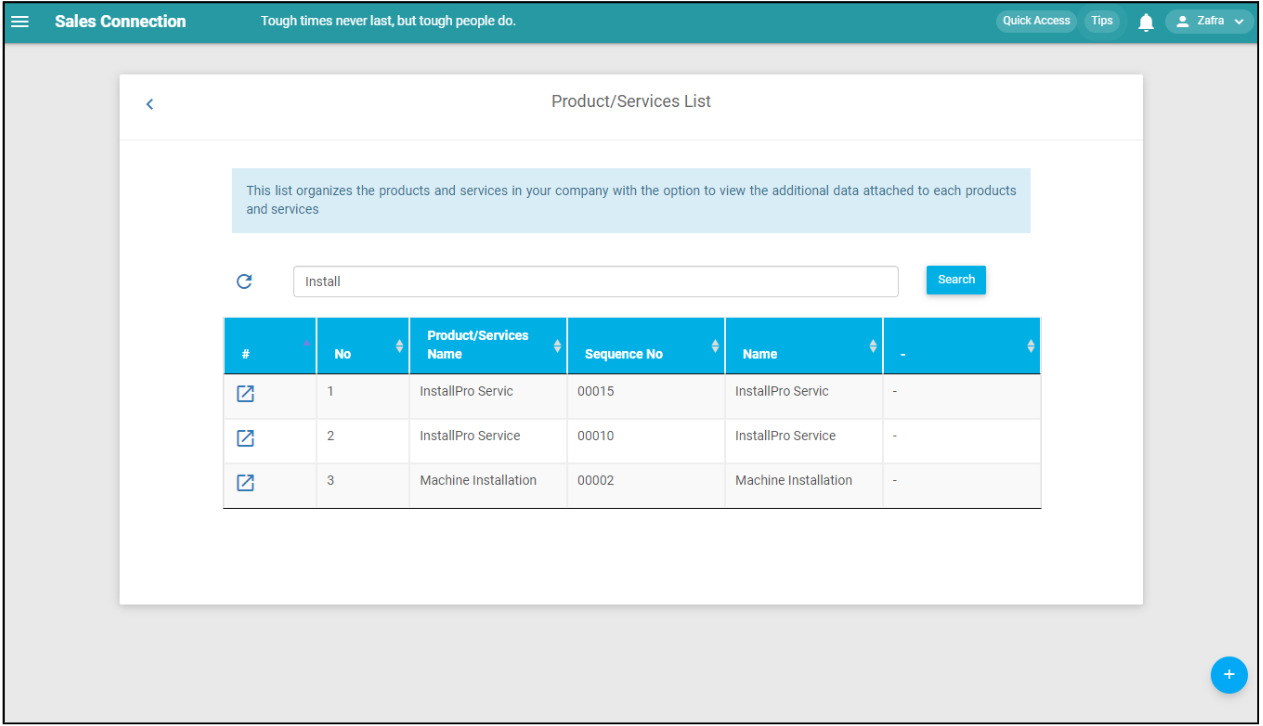 Sales Connection Tough times never last, but tough people do. Quick Access Tips Zafra
Product/Services List
This list organizes the products and services in your company with the option to view the additional data attached to each products
and services
Install Search
# No Product/Services Name Sequence No Name -
1 InstallPro Servic 00015 InstallPro Servic -
2 InstallPro Service 00010 InstallPro Service -
3 Machine Installation 00002 Machine Installation -
+